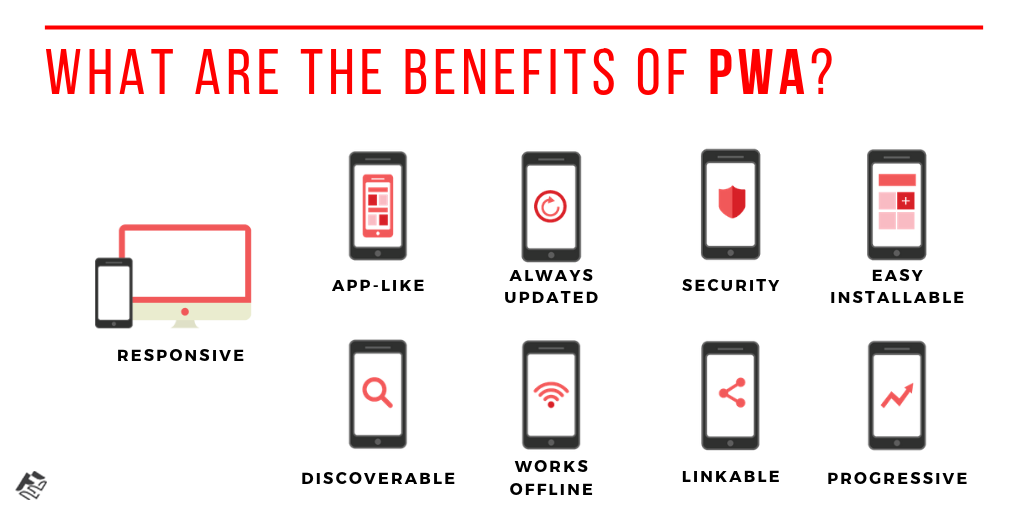 WHAT ARE THE BENEFITS OF PWA?
RESPONSIVE
APP-LIKE
ALWAYS
UPDATED
SECURITY
EASY
INSTALLABLE
DISCOVERABLE
WORKS
OFFLINE
LINKABLE
PROGRESSIVE